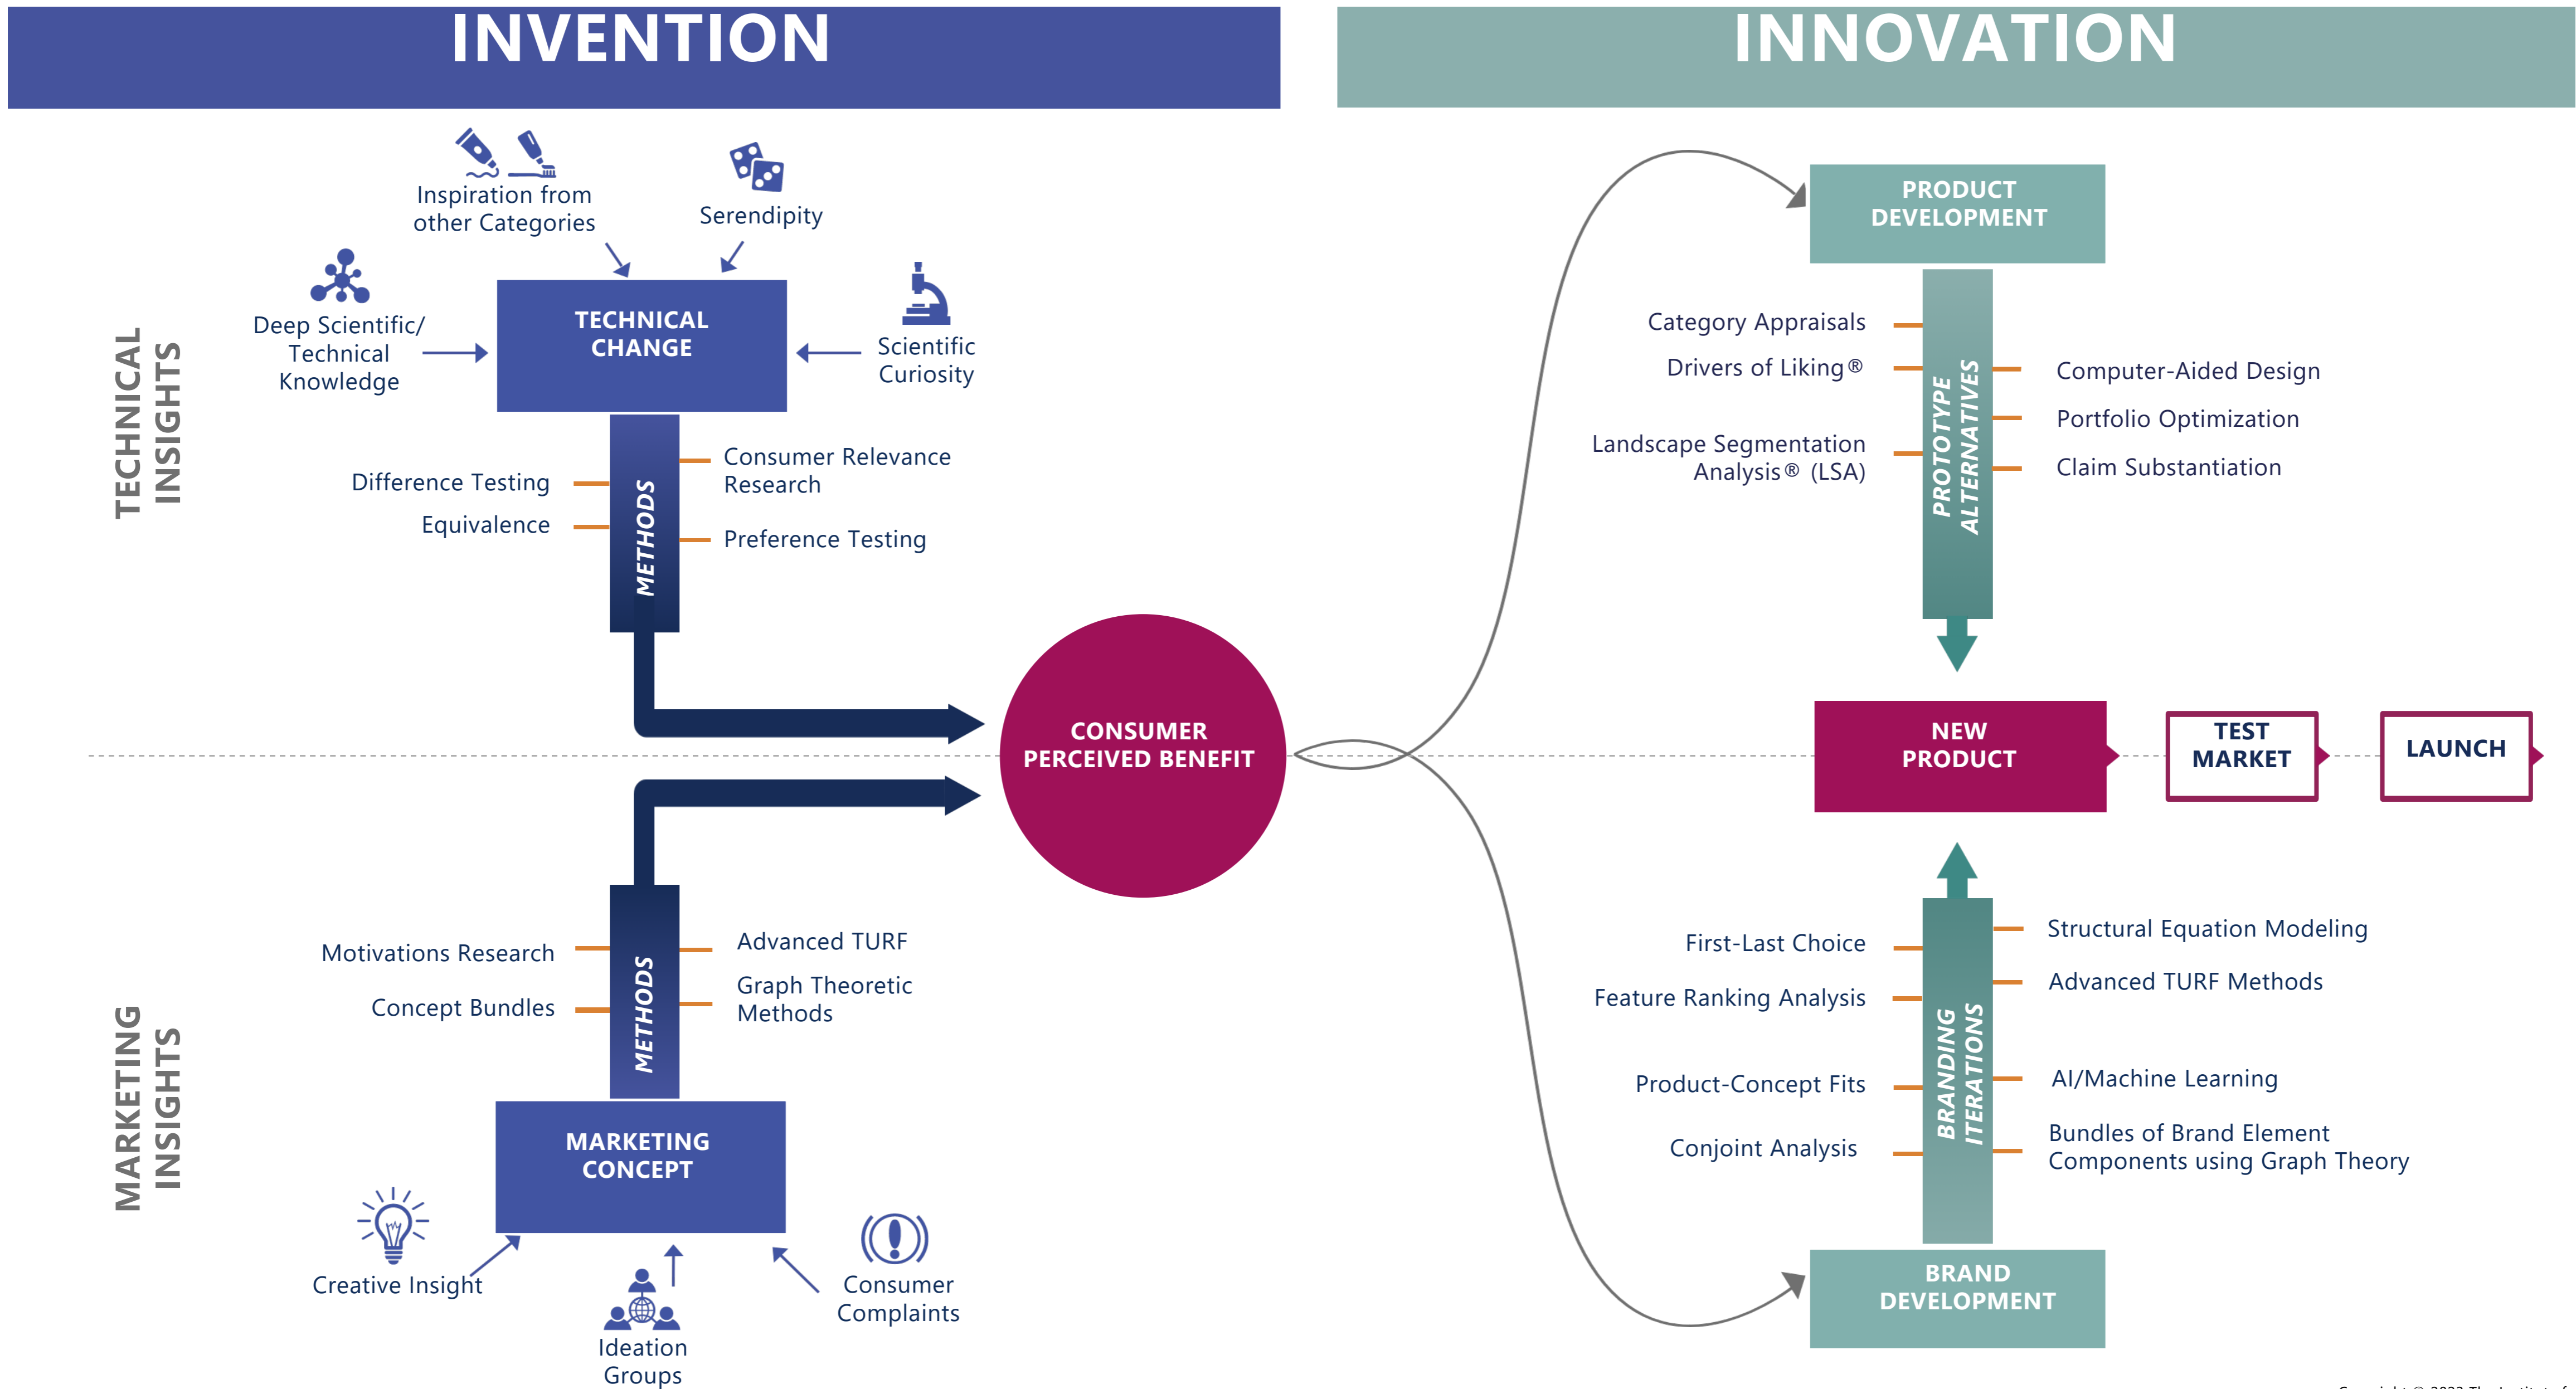 INVENTION
INNOVATION
TECHNICAL
INSIGHTS
Inspiration from
other Categories
Serendipity
Deep Scientific/
Technical
Knowledge
TECHNICAL
CHANGE
Scientific
Curiosity
METHODS
Difference Testing
Equivalence
Consumer Relevance
Research
Preference Testing
CONSUMER
PERCEIVED BENEFIT
MARKETING
INSIGHTS
Motivations Research
Concept Bundles
METHODS
Advanced TURF
Graph Theoretic
Methods
MARKETING
CONCEPT
Creative Insight
Ideation
Groups
Consumer
Complaints
PRODUCT
DEVELOPMENT
Category Appraisals
Drivers of Liking®
Landscape Segmentation
Analysis® (LSA)
PROTOTYPE
ALTERNATIVES
Computer-Aided Design
Portfolio Optimization
Claim Substantiation
NEW
PRODUCT
TEST
MARKET
LAUNCH
First-Last Choice
Feature Ranking Analysis
Product-Concept Fits
Conjoint Analysis
BRANDING
ITERATIONS
Structural Equation Modeling
Advanced TURF Methods
AI/Machine Learning
Bundles of Brand Element
Components using Graph Theory
BRAND
DEVELOPMENT